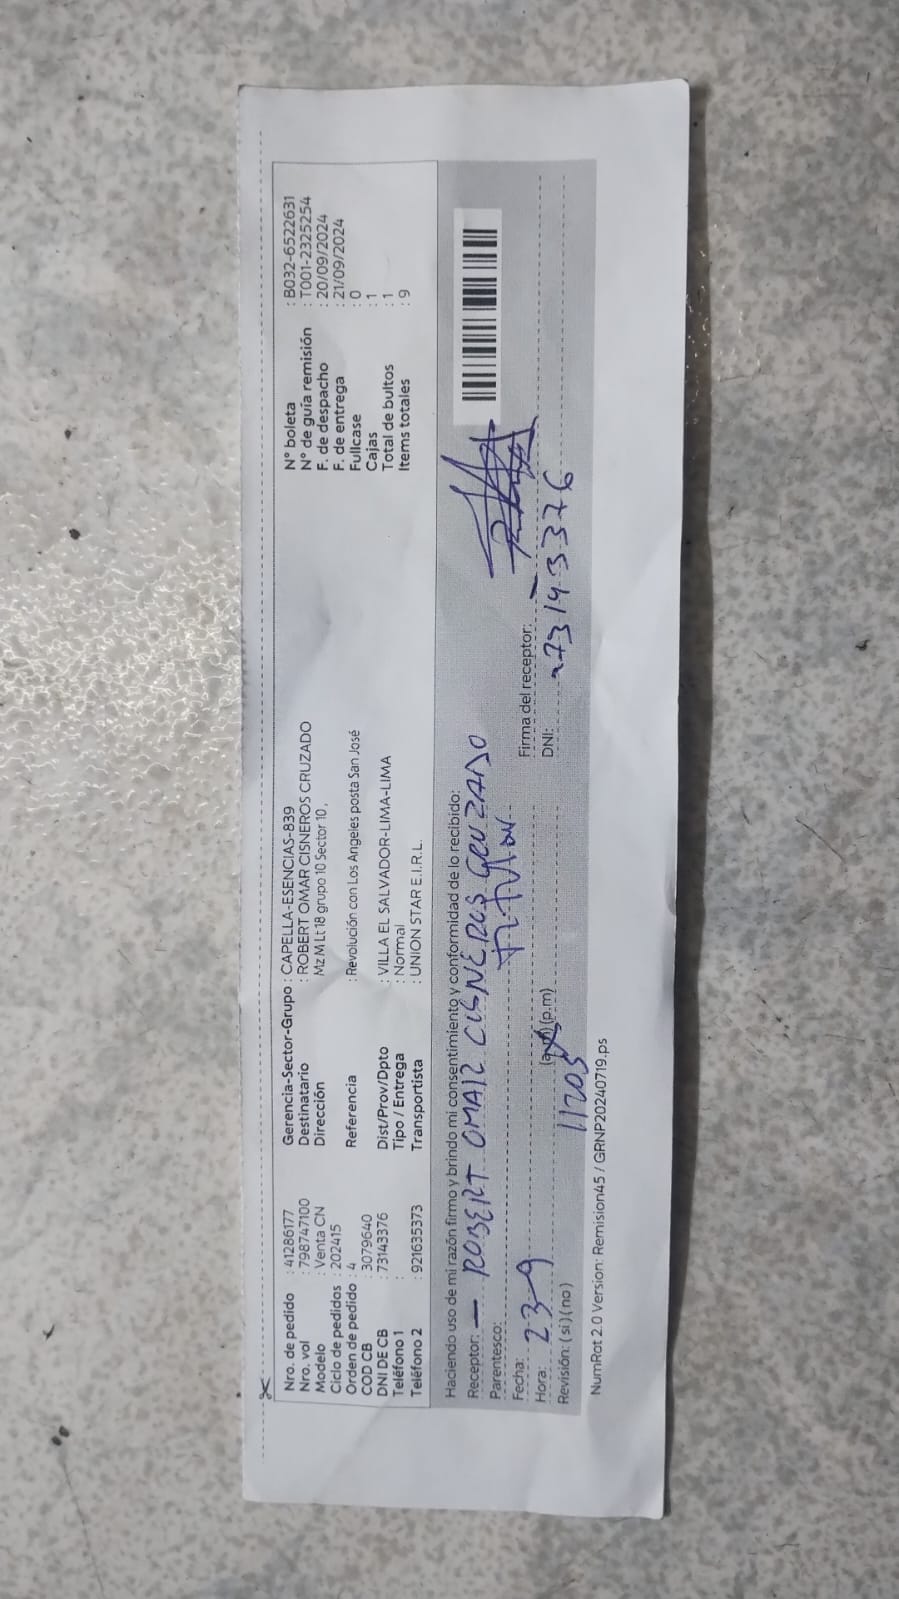 Nro. de pedido : 41286177 Gerencia-Sector-Grupo : CAPELLA-ESENCIAS-839 N° boleta : B032-6522631
Nro. vol : 798747100 Destinatario : ROBERT OMAR CISNEROS CRUZADO N° de guía remisión : T001-2325254
Modelo : Venta CN Dirección Mz M Lt 18 grupo 10 Sector 10 , F. de despacho : 20/09/2024
Ciclo de pedidos : 202415 F. de entrega : 21/09/2024
Orden de pedido : 4 Referencia : Revolución con Los Angeles posta San José Fullcase : 0
COD CB : 3079640 Cajas : 1
DNI DE CB : 73143376 Dist/Prov/Dpto : VILLA EL SALVADOR-LIMA-LIMA Total de bultos : 1
Teléfono 1 : Tipo / Entrega : Normal Items totales : 9
Teléfono 2 : 921635373 Transportista : UNION STAR E.I.R.L.
Haciendo uso de mi razón firmo y brindo mi consentimiento y conformidad de lo recibido:
Receptor: — ROBERT OMAR CISNEROS CRUZADO
Parentesco: TITULAR
Fecha: 23-9 Firma del receptor:
Hora: 11205 (a.m) (p.m) DNI: 73143376
Revisión: ( si ) ( no )
NumRot 2.0 Version: Remision45 / GRNP20240719.ps